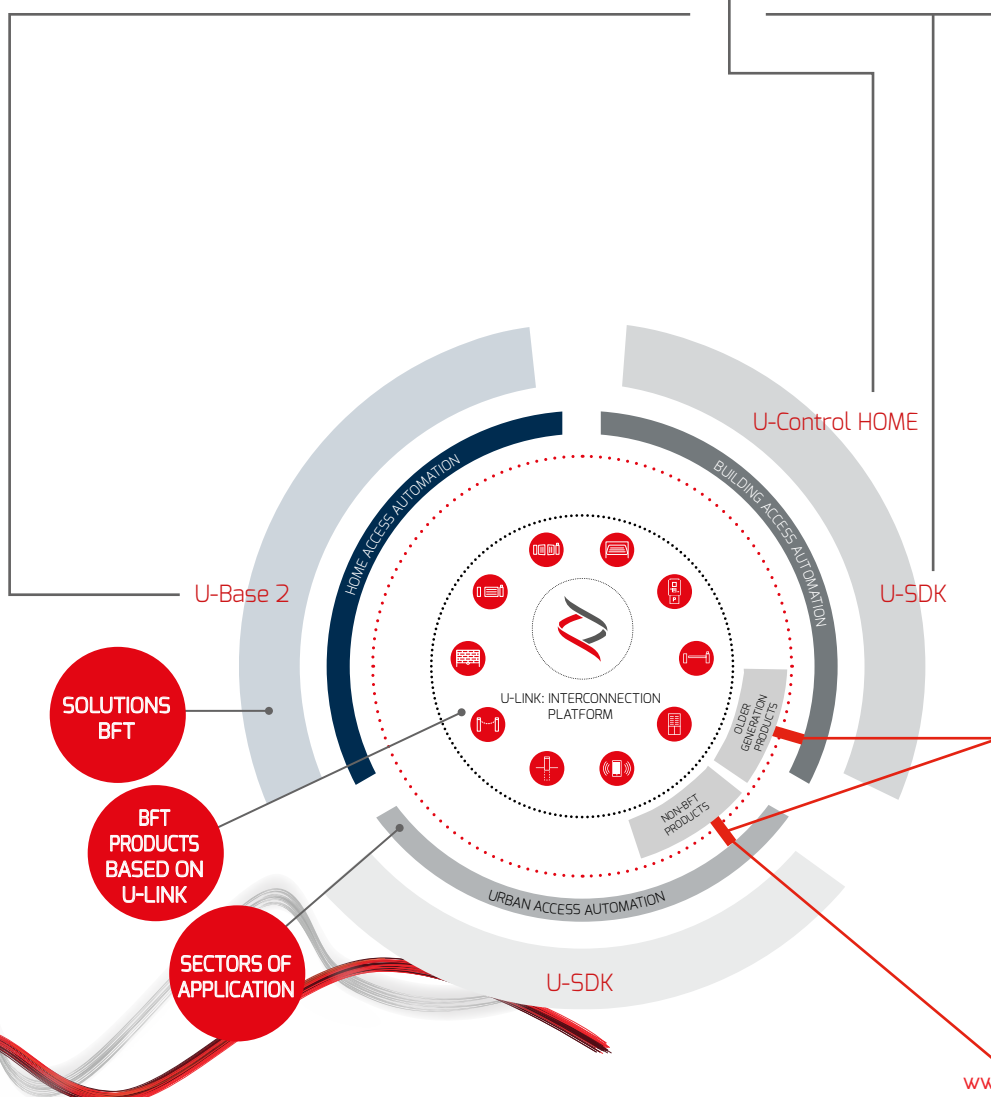 U-Control HOME
HOME ACCESS AUTOMATION
BUILDING ACCESS AUTOMATION
U-Base 2
U-SDK
P
SOLUTIONS
BFT
U-LINK: INTERCONNECTION
PLATFORM
OLDER
GENERATION
PRODUCTS
NON-BFT
PRODUCTS
BFT
PRODUCTS
BASED ON
U-LINK
URBAN ACCESS AUTOMATION
SECTORS OF
APPLICATION
U-SDK